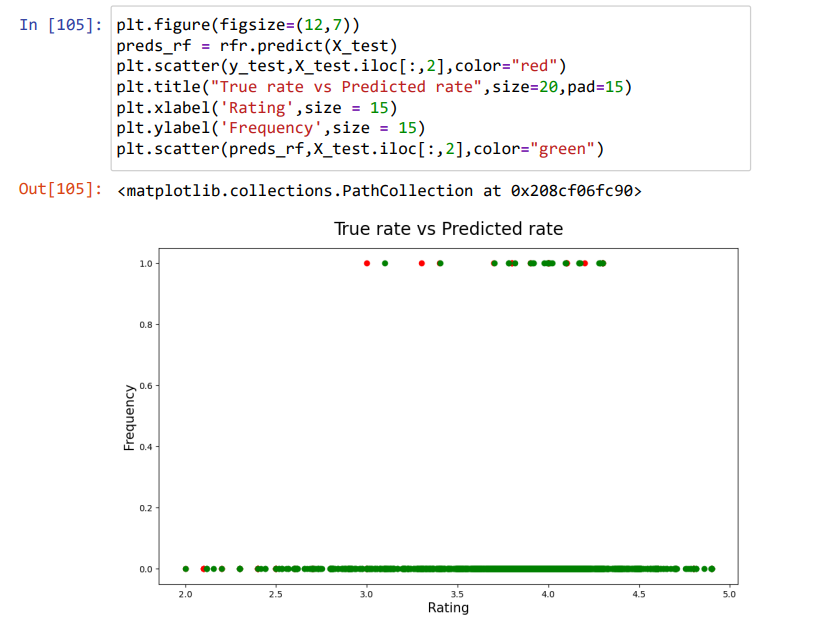 In [105]: plt.figure(figsize=(12,7))
preds_rf = rfr.predict(X_test)
plt.scatter(y_test,X_test.iloc[:,2],color="red")
plt.title("True rate vs Predicted rate",size=20,pad=15)
plt.xlabel('Rating',size = 15)
plt.ylabel('Frequency',size = 15)
plt.scatter(preds_rf,X_test.iloc[:,2],color="green")
Out[105]: <matplotlib.collections.PathCollection at 0x208cf06fc90>
True rate vs Predicted rate
1.0
0.8
0.6
0.4
0.2
0.0
Frequency
2.0 2.5 3.0 3.5 4.0 4.5 5.0
Rating